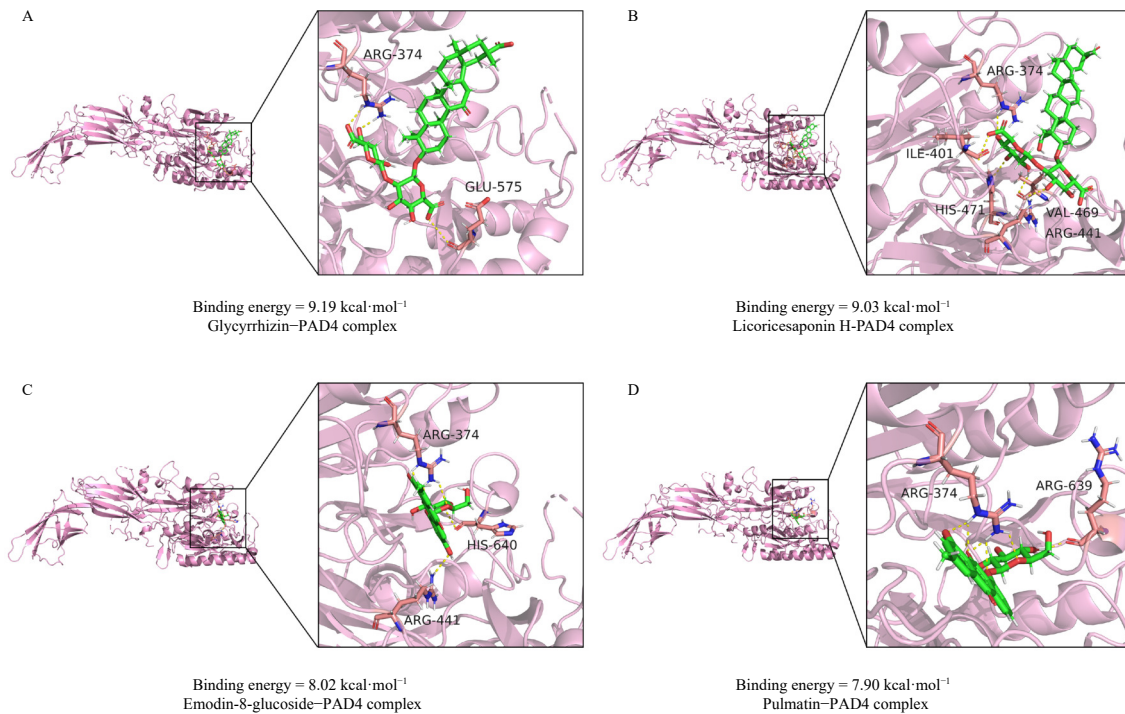 A
ARG-374
GLU-575
Binding energy = 9.19 kcal·mol⁻¹
Glycyrrhizin−PAD4 complex
B
ARG-374
ILE-401
HIS-471
VAL-469
ARG-441
Binding energy = 9.03 kcal·mol⁻¹
Licoricesaponin H-PAD4 complex
C
ARG-374
HIS-640
ARG-441
Binding energy = 8.02 kcal·mol⁻¹
Emodin-8-glucoside−PAD4 complex
D
ARG-374
ARG-639
Binding energy = 7.90 kcal·mol⁻¹
Pulmatin−PAD4 complex